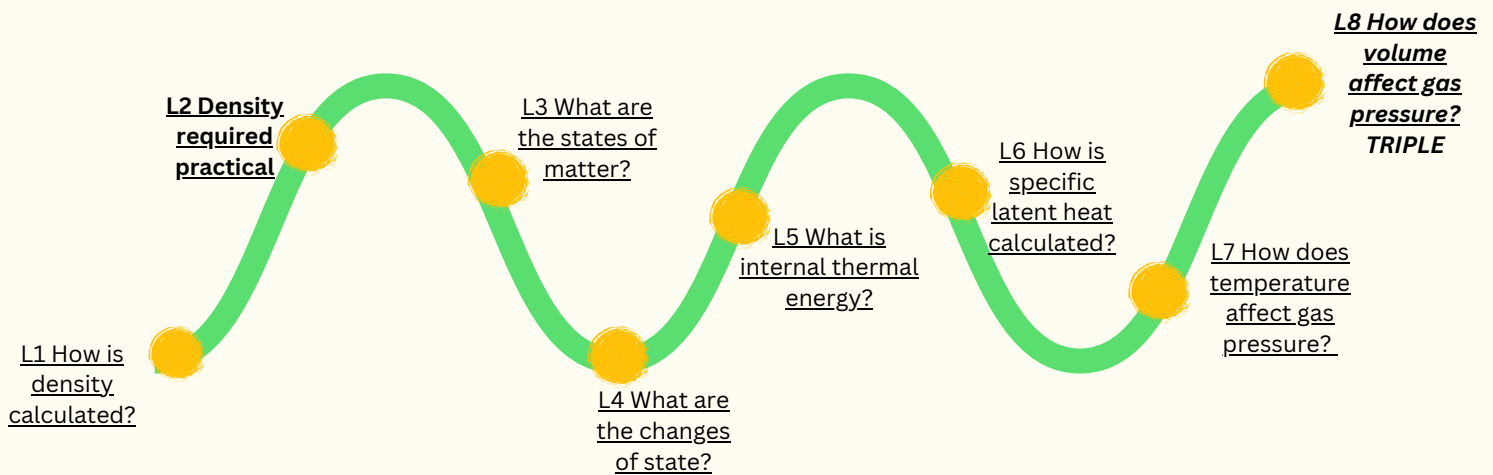 L1 How is
density
calculated?
L2 Density
required
practical
L3 What are
the states of
matter?
L4 What are
the changes
of state?
L5 What is
internal thermal
energy?
L6 How is
specific
latent heat
calculated?
L7 How does
temperature
affect gas
pressure?
L8 How does
volume
affect gas
pressure?
TRIPLE